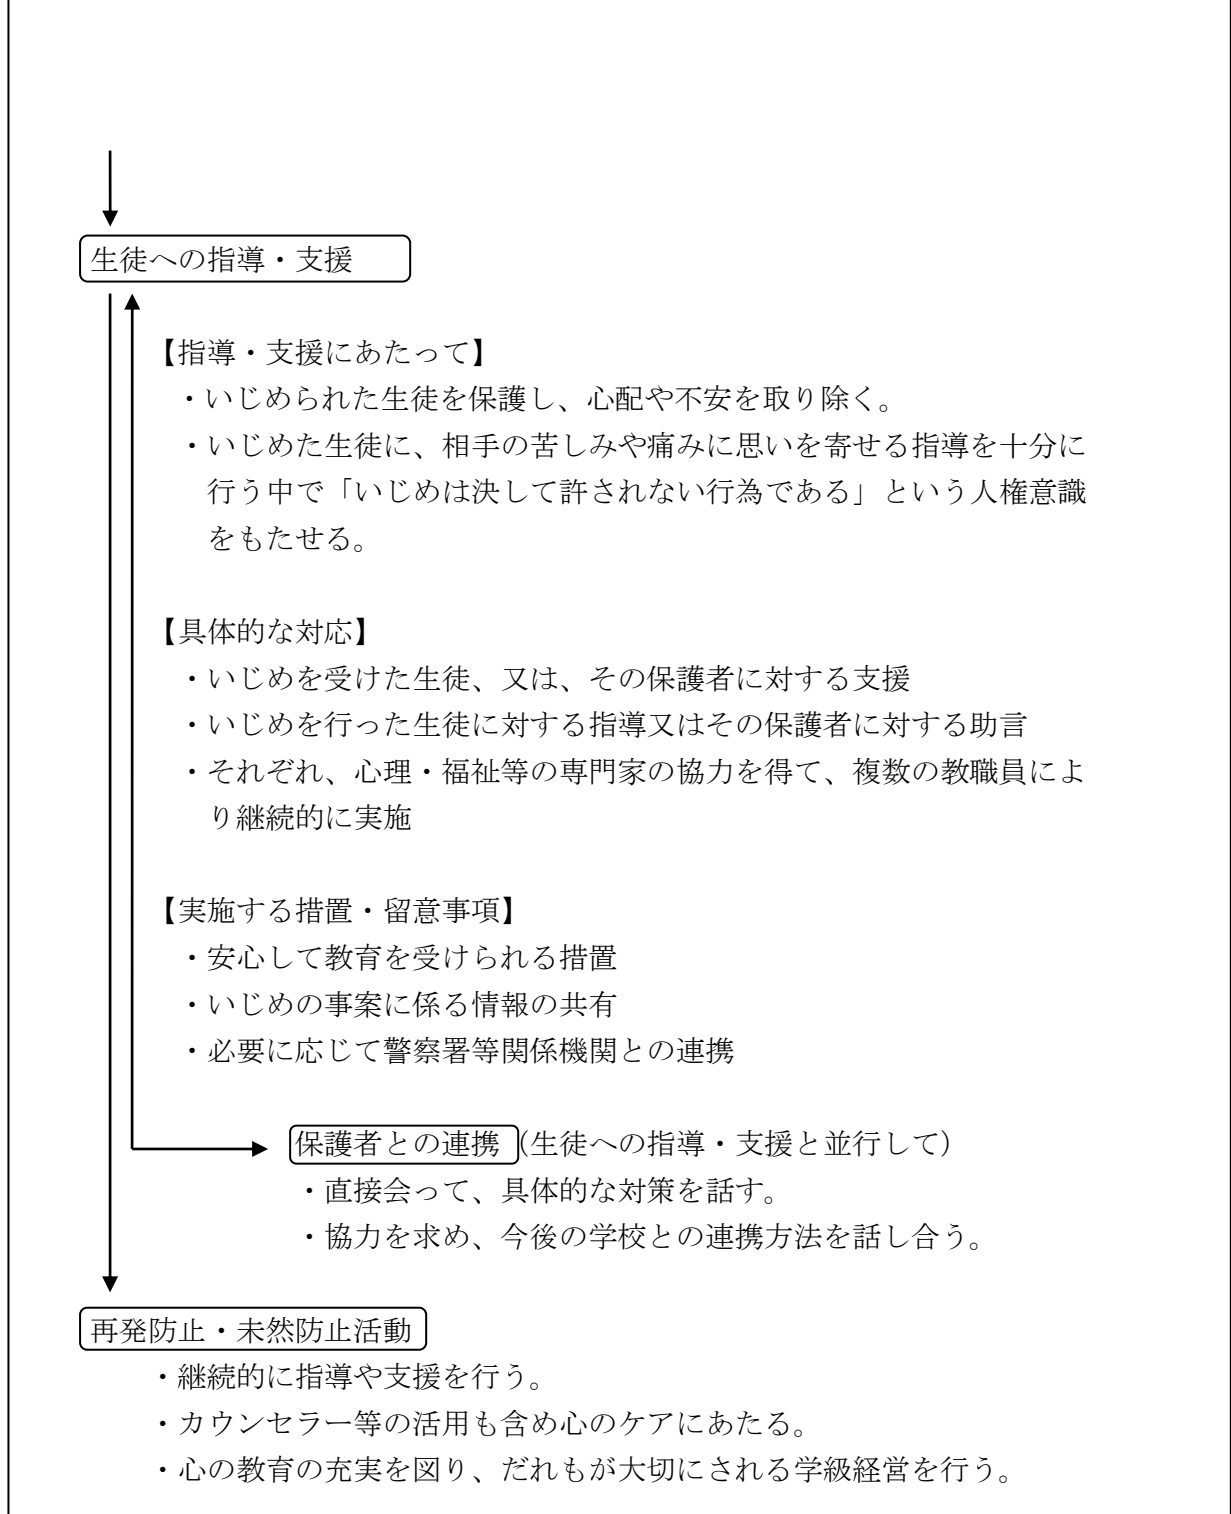 生徒への指導・支援
【指導・支援にあたって】
・いじめられた生徒を保護し、心配や不安を取り除く。
・いじめた生徒に、相手の苦しみや痛みに思いを寄せる指導を十分に
行う中で「いじめは決して許されない行為である」という人権意識
をもたせる。
【具体的な対応】
・いじめを受けた生徒、又は、その保護者に対する支援
・いじめを行った生徒に対する指導又はその保護者に対する助言
・それぞれ、心理・福祉等の専門家の協力を得て、複数の教職員によ
り継続的に実施
【実施する措置・留意事項】
・安心して教育を受けられる措置
・いじめの事案に係る情報の共有
・必要に応じて警察署等関係機関との連携
保護者との連携 (生徒への指導・支援と並行して)
・直接会って、具体的な対策を話す。
・協力を求め、今後の学校との連携方法を話し合う。
再発防止・未然防止活動
・継続的に指導や支援を行う。
・カウンセラー等の活用も含め心のケアにあたる。
・心の教育の充実を図り、だれもが大切にされる学級経営を行う。